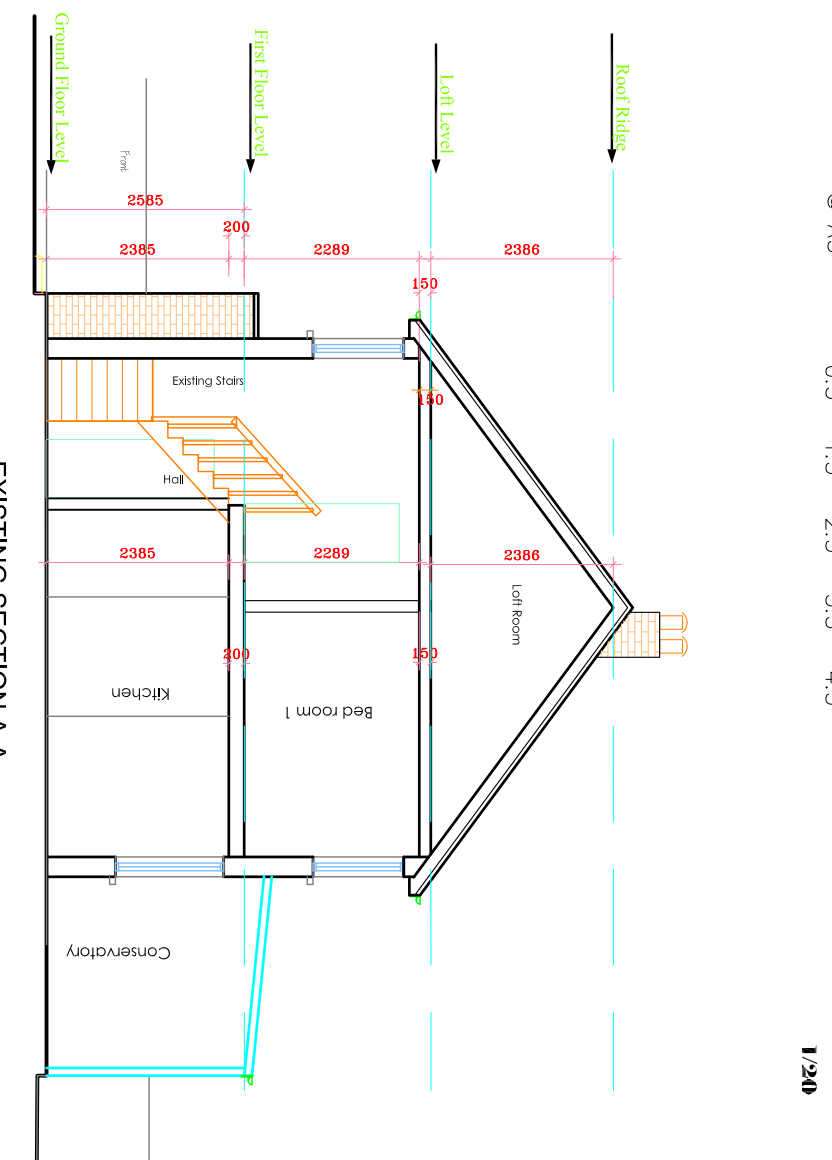 Ground Floor Level
First Floor Level
Loft Level
Roof Ridge
Front
2585
200
2385
2289
2386
150
Existing Stairs
150
Hall
2385
2289
2386
Loft Room
200
150
Kitchen
Bed room 1
Conservatory
1/20